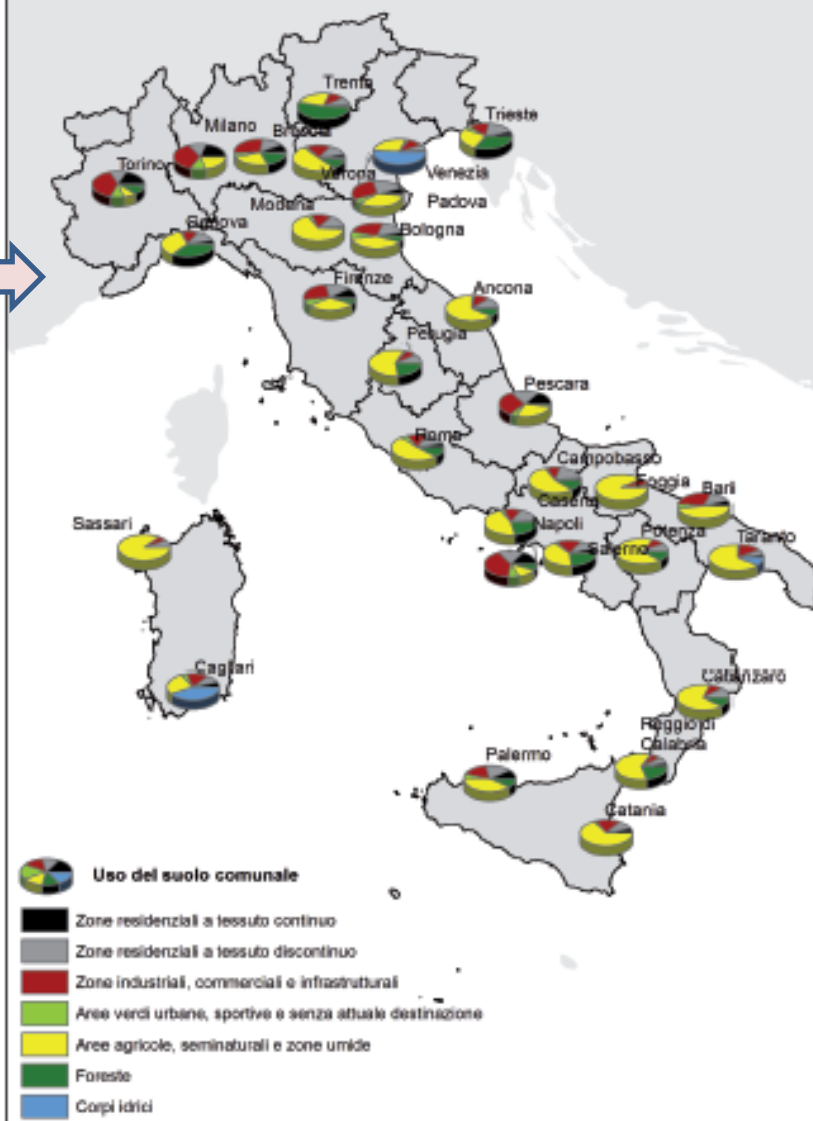 Trento
Trieste
Milano
Brescia
Torino
Verona
Venezia
Padova
Modena
Genova
Bologna
Firenze
Ancona
Perugia
Pescara
Roma
Campobasso
Foggia
Bari
Caserta
Napoli
Potenza
Taranto
Salerno
Sassari
Cagliari
Catanzaro
Reggio di
Calabria
Palermo
Catania
Uso del suolo comunale
Zone residenziali a tessuto continuo
Zone residenziali a tessuto discontinuo
Zone industriali, commerciali e infrastrutturali
Aree verdi urbane, sportive e senza attuale destinazione
Aree agricole, seminaturali e zone umide
Foreste
Corpi idrici